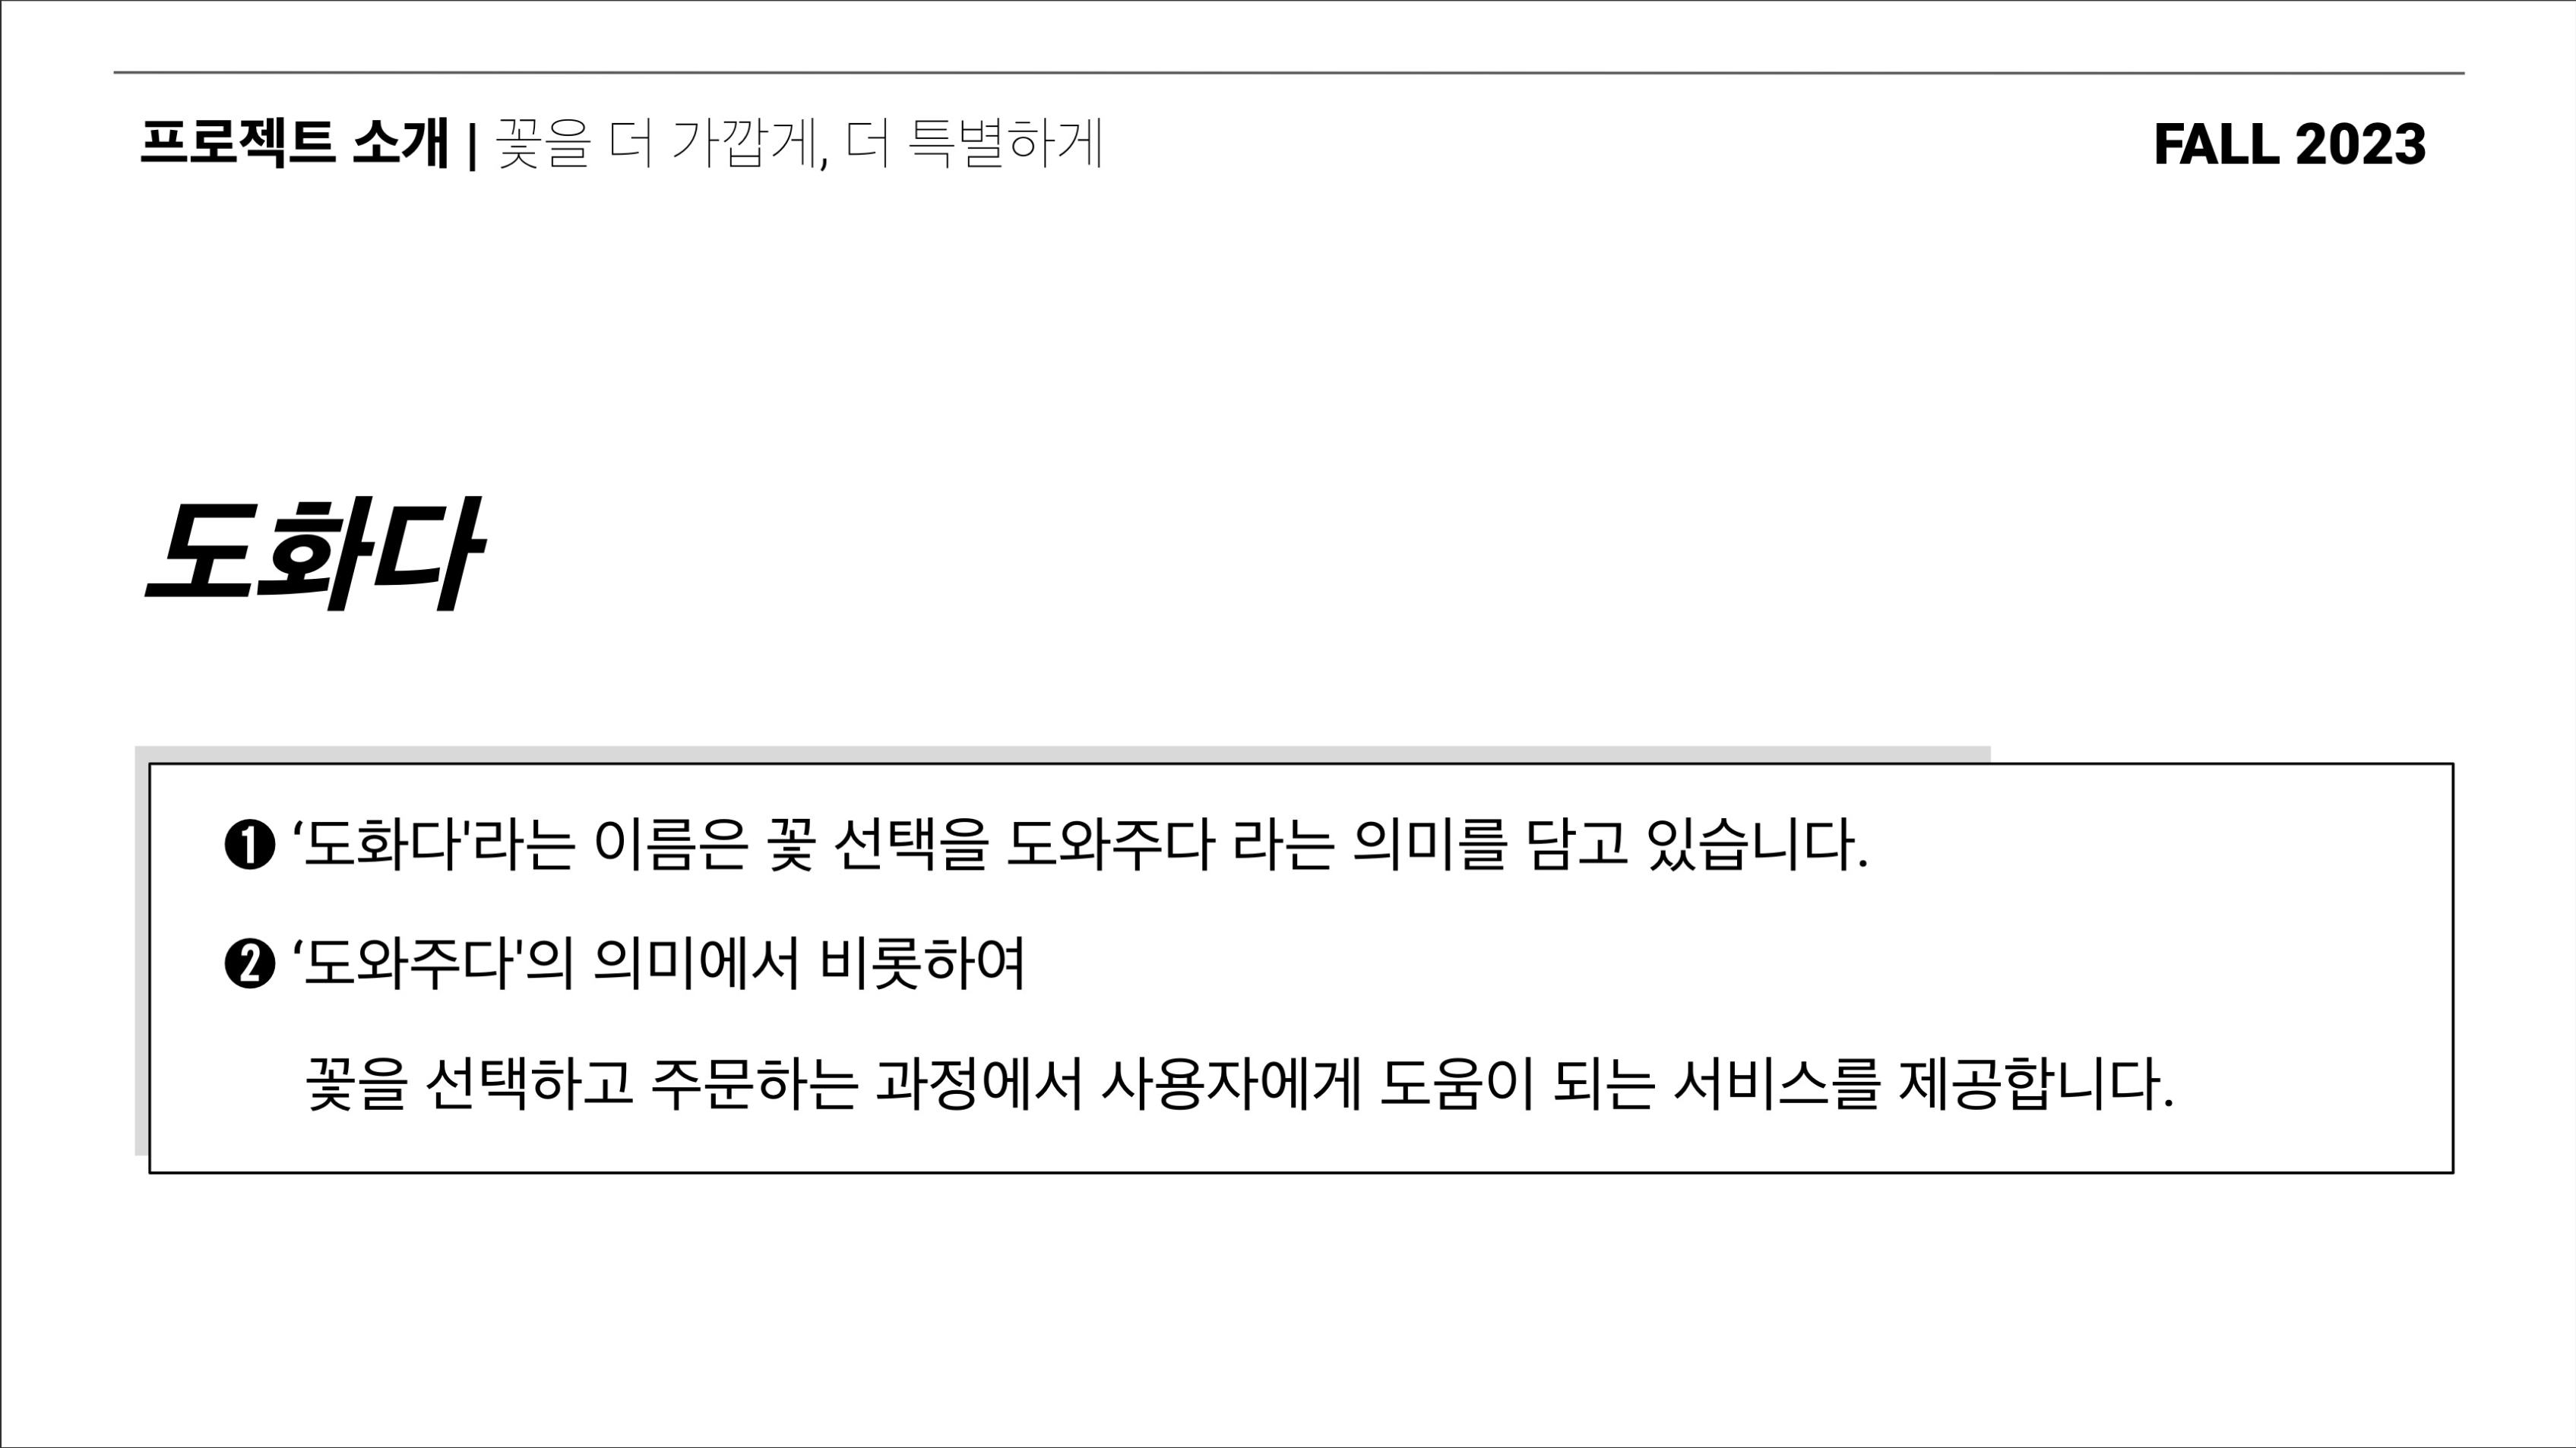 프로젝트 소개 | 꽃을 더 가깝게, 더 특별하게
FALL 2023
도화다
❶ ‘도화다'라는 이름은 꽃 선택을 도와주다 라는 의미를 담고 있습니다.
❷ ‘도와주다'의 의미에서 비롯하여
꽃을 선택하고 주문하는 과정에서 사용자에게 도움이 되는 서비스를 제공합니다.